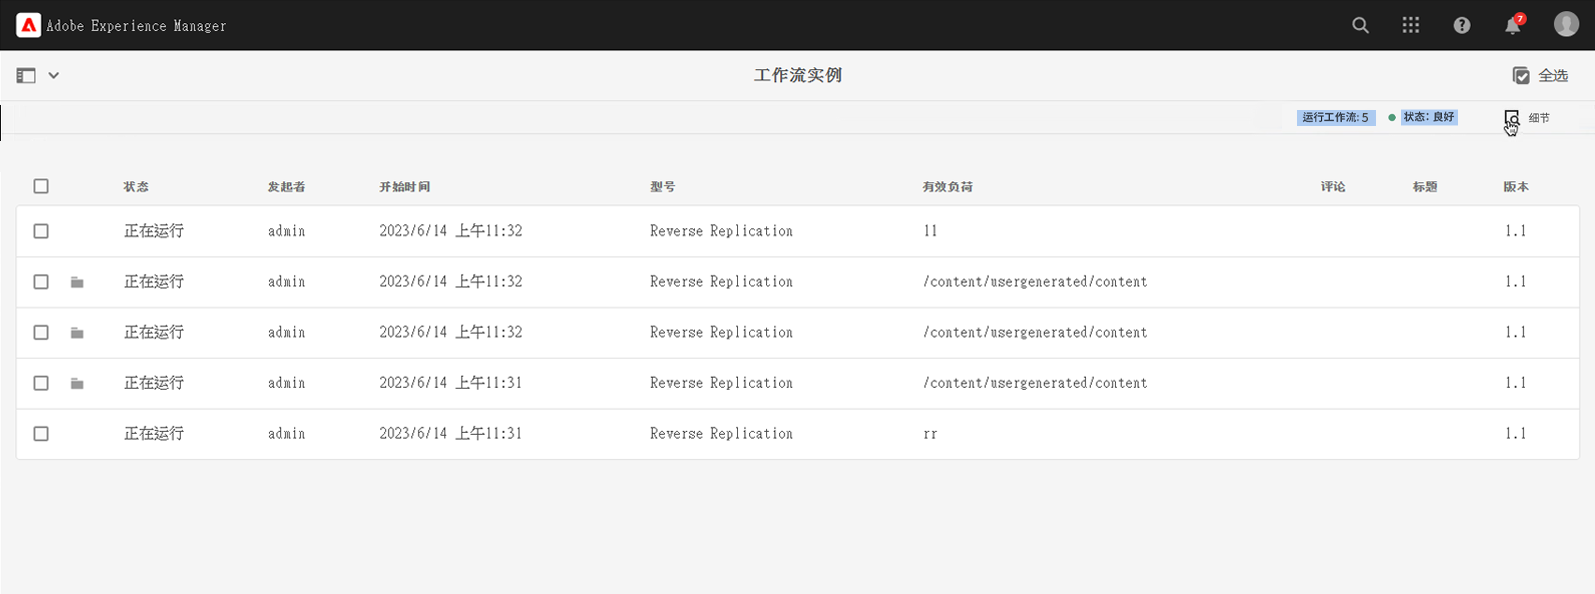 Adobe Experience Manager
7
工作流实例
全选
运行工作流: 5 状态：良好 细节
状态 发起者 开始时间 型号 有效负荷 评论 标题 版本
正在运行 admin 2023/6/14 上午11:32 Reverse Replication ll 1.1
正在运行 admin 2023/6/14 上午11:32 Reverse Replication /content/usergenerated/content 1.1
正在运行 admin 2023/6/14 上午11:32 Reverse Replication /content/usergenerated/content 1.1
正在运行 admin 2023/6/14 上午11:31 Reverse Replication /content/usergenerated/content 1.1
正在运行 admin 2023/6/14 上午11:31 Reverse Replication rr 1.1